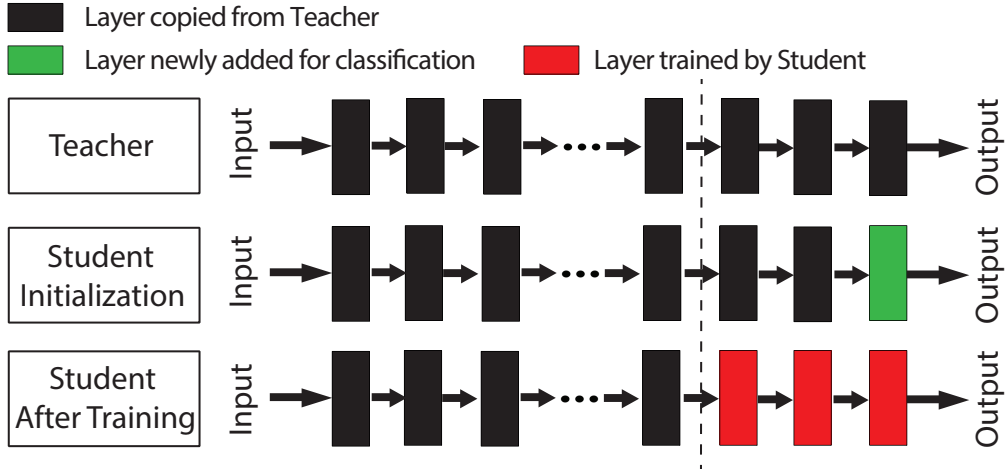 Layer copied from Teacher
Layer newly added for classification
Layer trained by Student
Teacher
Input
Output
Student
Initialization
Input
Output
Student
After Training
Input
Output